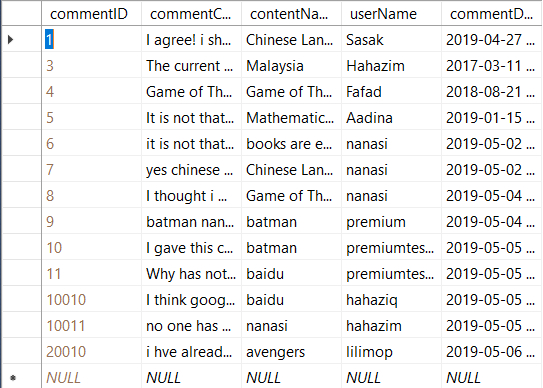 commentID commentC... contentNa... userName commentD...
1 I agree! i sh... Chinese Lan... Sasak 2019-04-27 ...
3 The current ... Malaysia Hahazim 2017-03-11 ...
4 Game of Th... Game of Th... Fafad 2018-08-21 ...
5 It is not that... Mathematic... Aadina 2019-01-15 ...
6 it is not that... books are e... nanasi 2019-05-02 ...
7 yes chinese ... Chinese Lan... nanasi 2019-05-02 ...
8 I thought i ... Game of Th... nanasi 2019-05-04 ...
9 batman nan... batman premium 2019-05-04 ...
10 I gave this c... batman premiumtes... 2019-05-05 ...
11 Why has not... baidu premiumtes... 2019-05-05 ...
10010 I think goog... baidu hahaziq 2019-05-05 ...
10011 no one has ... nanasi hahazim 2019-05-05 ...
20010 i hve alread... avengers lilimop 2019-05-06 ...
NULL NULL NULL NULL NULL